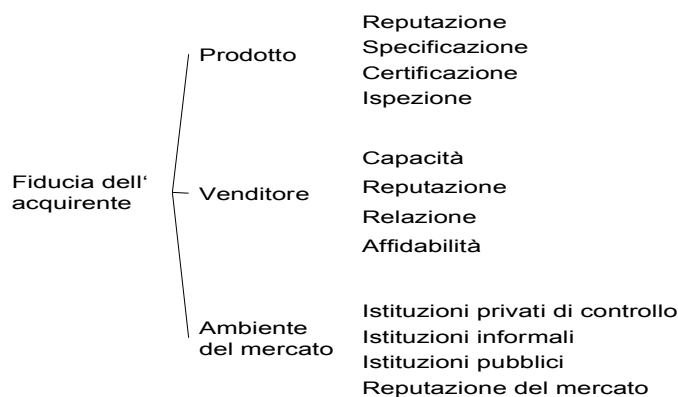 Reputazione
Specificazione
Certificazione
Ispezione
Prodotto
Capacità
Reputazione
Relazione
Affidabilità
Fiducia dell‘
acquirente
Venditore
Istituzioni privati di controllo
Istituzioni informali
Istituzioni pubblici
Reputazione del mercato
Ambiente
del mercato